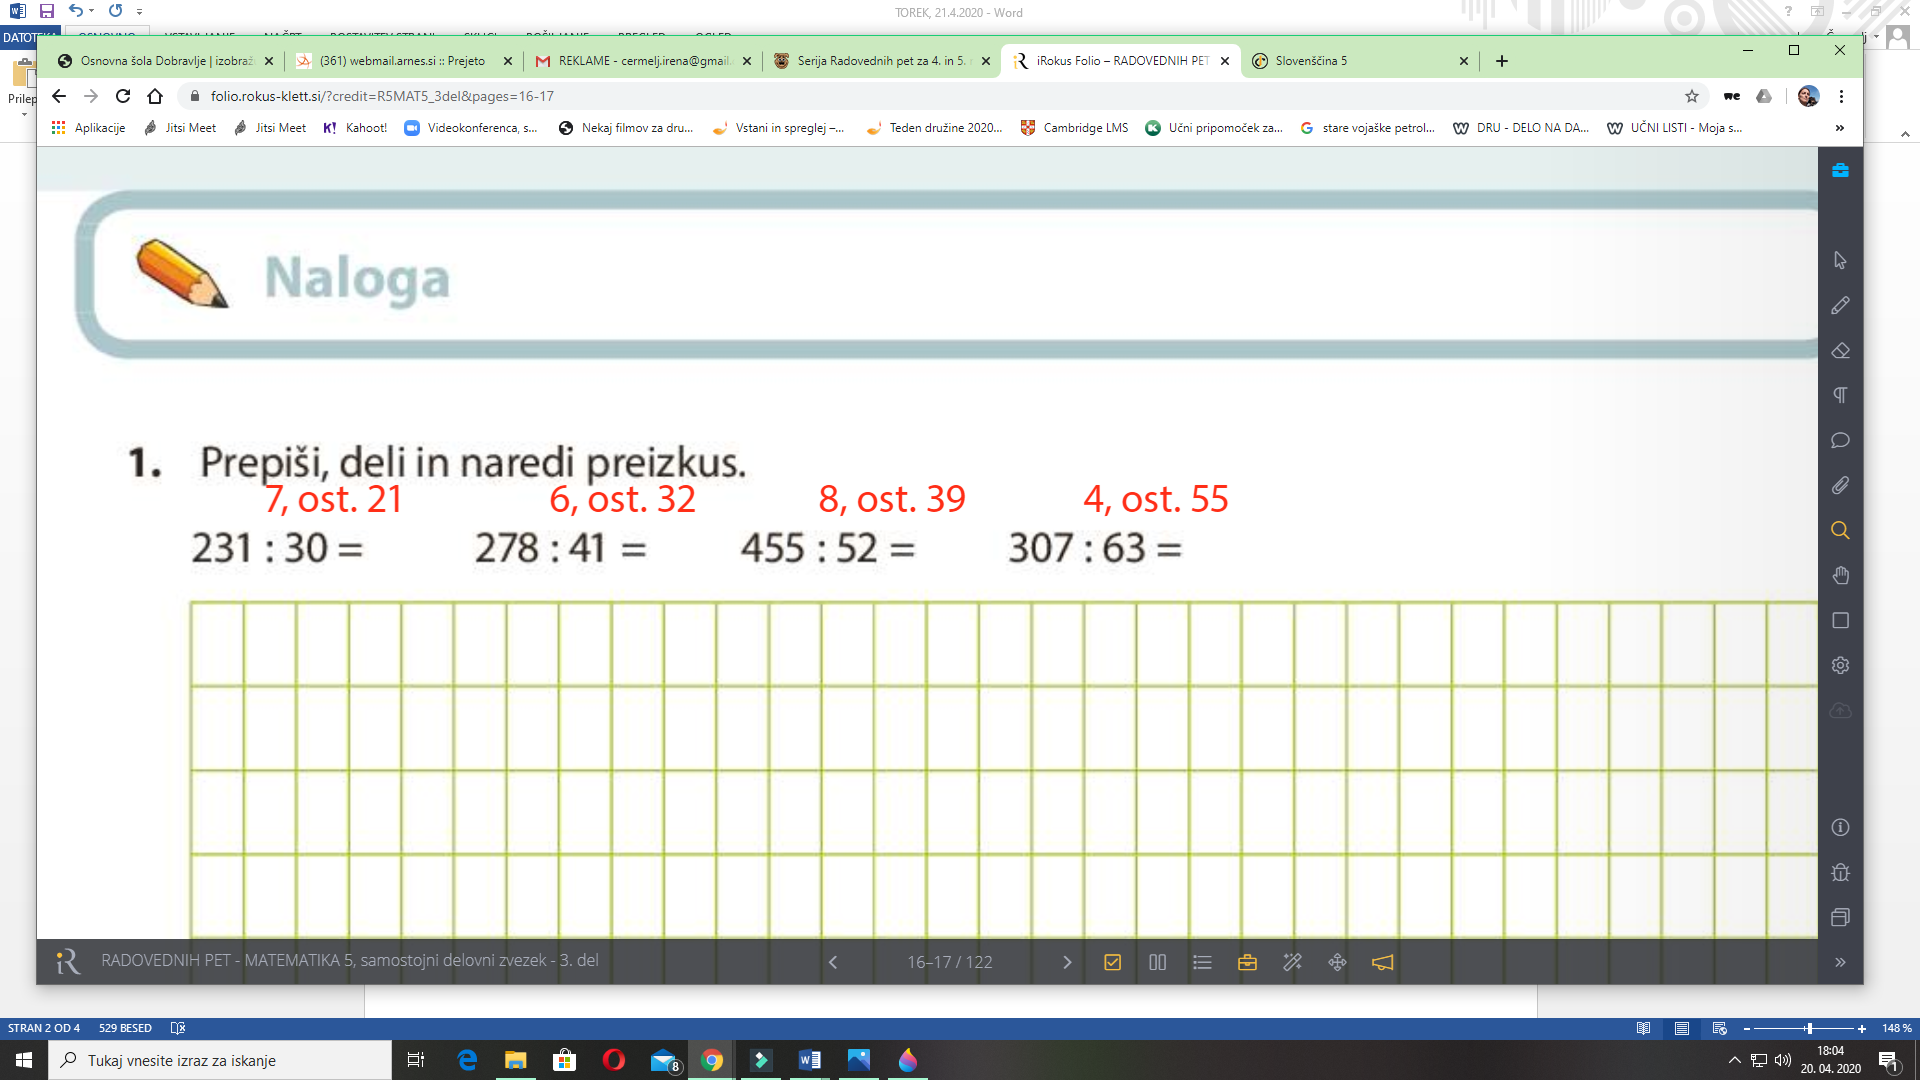 TOREK, 21.4.2020 - Word
DATOTEKA
Osnovna šola Dobravlje | izobraž
(361) webmail.arnes.si :: Prejeto
REKLAME - cermelj.irena@gmail.
Serija Radovednih pet za 4. in 5.
iRokus Folio – RADOVEDNIH PET
Slovenščina 5
folio.rokus-klett.si/?credit=R5MAT5_3del&pages=16-17
Prilep
Aplikacije
Jitsi Meet
Jitsi Meet
Kahoot!
Videokonferenca, s...
Nekaj filmov za dru...
Vstani in spreglej –...
Teden družine 2020...
Cambridge LMS
Učni pripomoček za...
stare vojaške petrol...
DRU - DELO NA DA...
UČNI LISTI - Moja s...
Naloga
1. Prepiši, deli in naredi preizkus.
7, ost. 21 6, ost. 32 8, ost. 39 4, ost. 55
231 : 30 = 278 : 41 = 455 : 52 = 307 : 63 =
iR RADOVEDNIH PET - MATEMATIKA 5, samostojni delovni zvezek - 3. del
16–17 / 122
STRAN 2 OD 4 529 BESED
148 %
Tukaj vnesite izraz za iskanje
8
18:04
20. 04. 2020
1